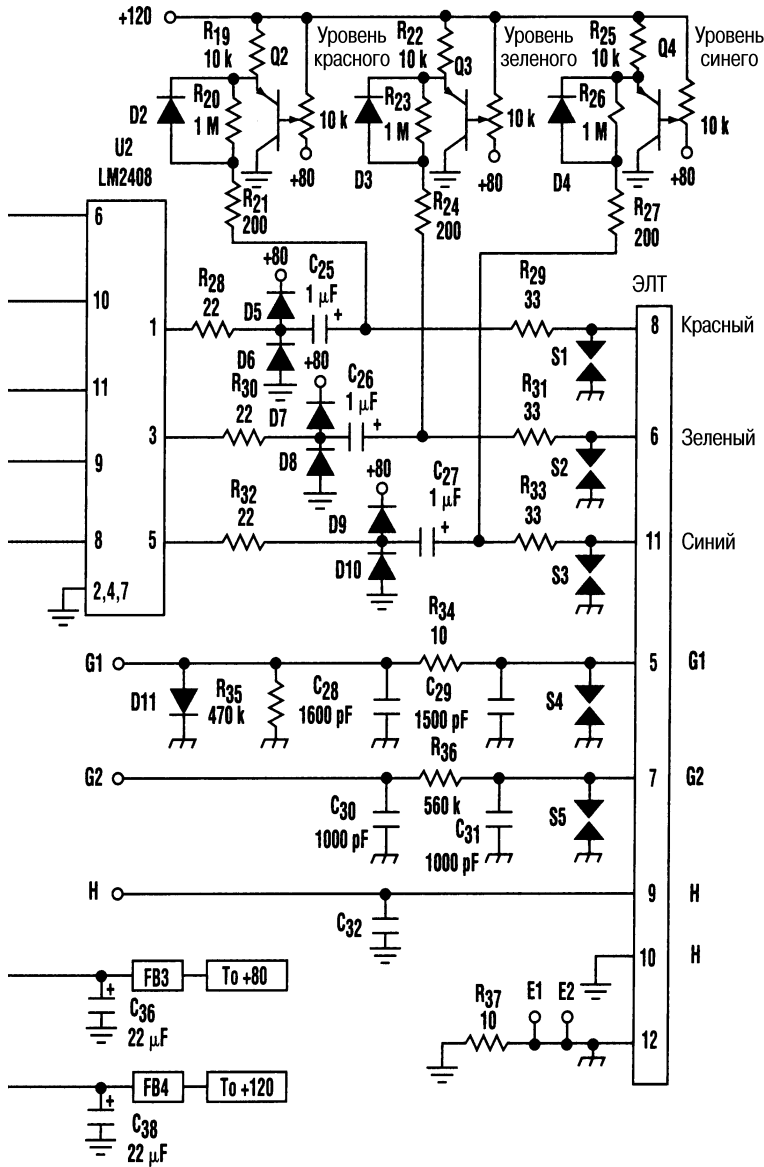 +120
R19
10 k
Q2
Уровень
красного
R22
10 k
Q3
Уровень
зеленого
R25
10 k
Q4
Уровень
синего
D2
R20
1 M
10 k
+80
R23
1 M
10 k
+80
D3
R26
1 M
10 k
+80
D4
U2
LM2408
R21
200
R24
200
R27
200
6
10
11
9
8
2,4,7
1
3
5
R28
22
+80
D5
D6
C25
1 µF
+
R29
33
S1
ЭЛТ
8
Красный
R30
22
+80
D7
D8
C26
1 µF
+
R31
33
S2
6
Зеленый
R32
22
+80
D9
D10
C27
1 µF
+
R33
33
S3
11
Синий
G1
D11
R35
470 k
C28
1600 pF
R34
10
C29
1500 pF
S4
5
G1
G2
C30
1000 pF
R36
560 k
C31
1000 pF
S5
7
G2
H
C32
9
H
10
H
FB3
To +80
+
C36
22 µF
R37
10
E1
E2
12
FB4
To +120
+
C38
22 µF